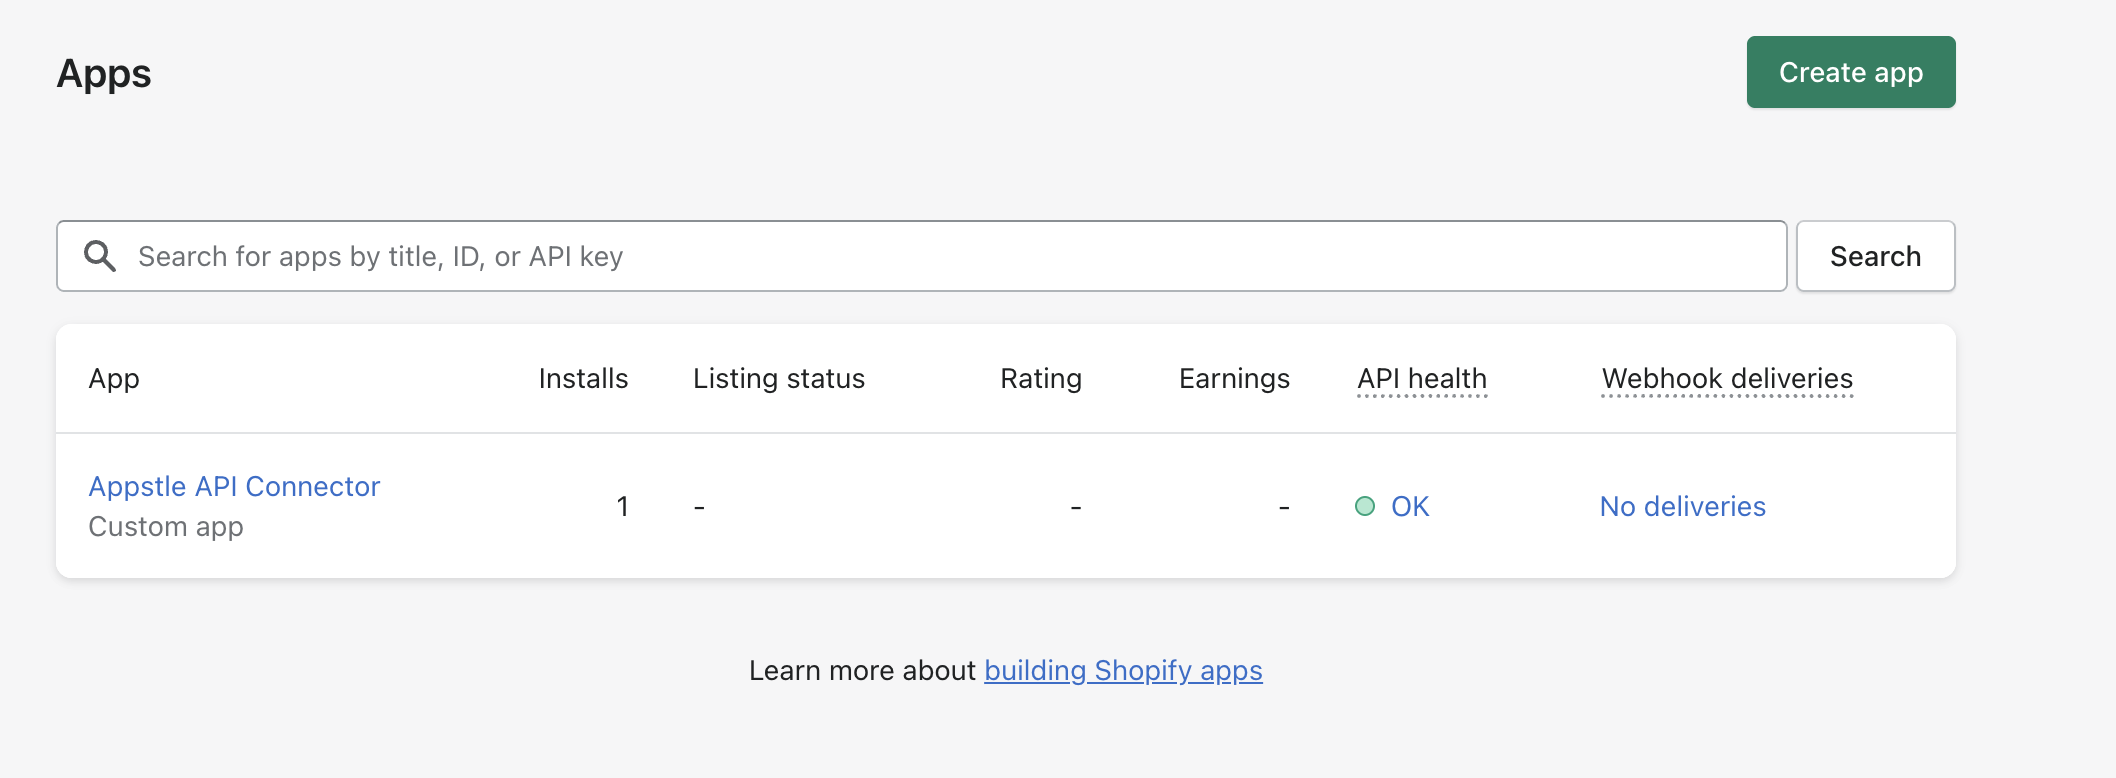 Apps
Create app
Search for apps by title, ID, or API key
Search
App Installs Listing status Rating Earnings API health Webhook deliveries
Appstle API Connector
Custom app
1 - - - OK No deliveries
Learn more about building Shopify apps